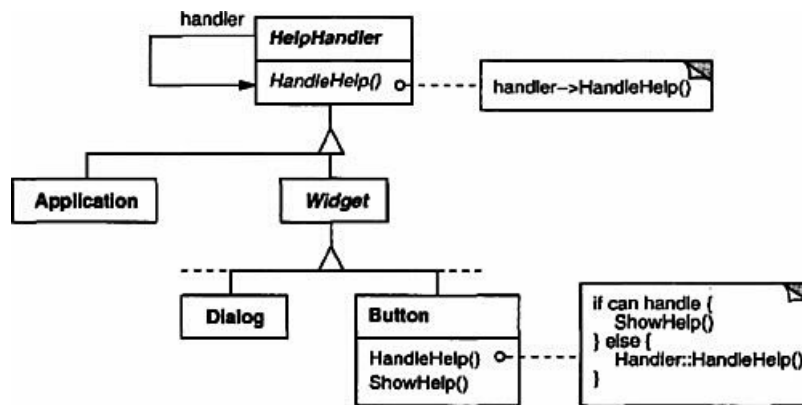 handler
HelpHandler
HandleHelp()
handler–>HandleHelp()
Application
Widget
Dialog
Button
HandleHelp()
ShowHelp()
if can handle {
ShowHelp()
} else {
Handler::HandleHelp()
}